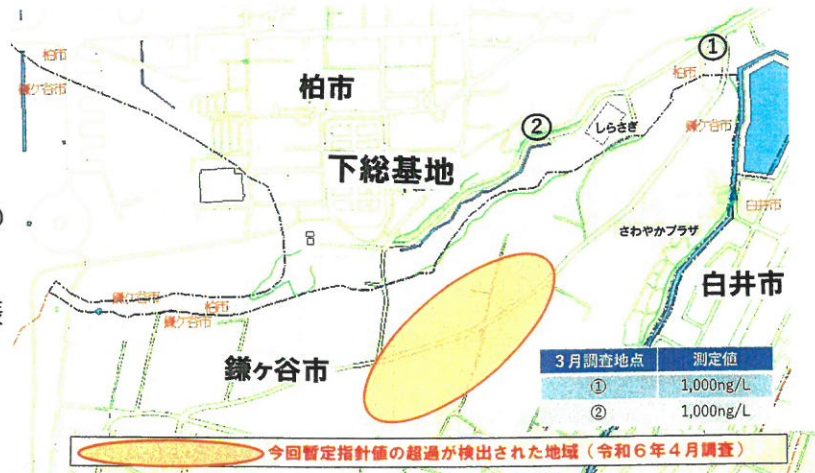 ①
柏市
鎌ケ谷市
柏市
柏市
鎌ケ谷市
②
しらさぎ
下総基地
白井市
さわやかプラザ
白井市
鎌ケ谷市
柏市
鎌ケ谷市
鎌ヶ谷市
3月調査地点 測定値
① 1,000ng/L
② 1,000ng/L
今回暫定指針値の超過が検出された地域（令和６年４月調査）